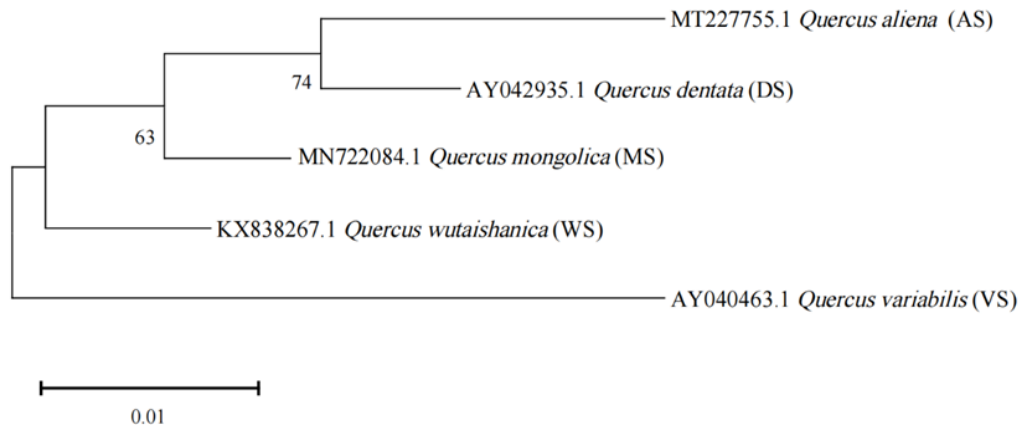 MT227755.1 Quercus aliena (AS)
74
AY042935.1 Quercus dentata (DS)
63
MN722084.1 Quercus mongolica (MS)
KX838267.1 Quercus wutaishanica (WS)
AY040463.1 Quercus variabilis (VS)
0.01